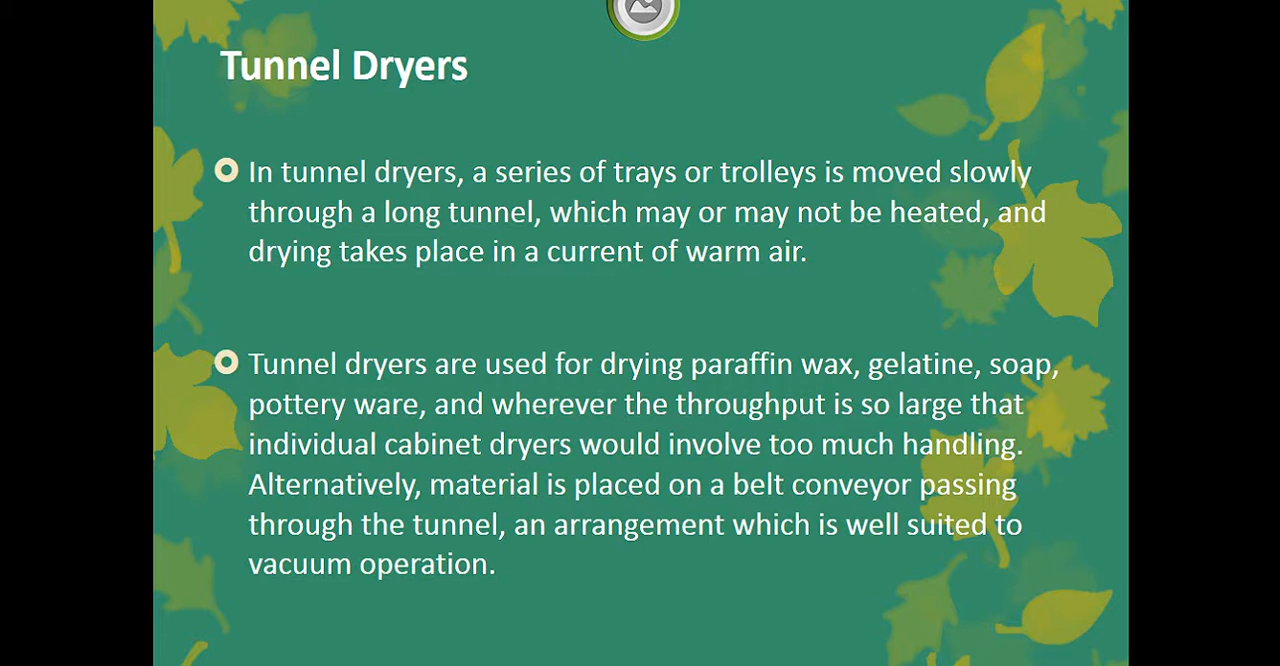 Tunnel Dryers
In tunnel dryers, a series of trays or trolleys is moved slowly
through a long tunnel, which may or may not be heated, and
drying takes place in a current of warm air.
Tunnel dryers are used for drying paraffin wax, gelatine, soap,
pottery ware, and wherever the throughput is so large that
individual cabinet dryers would involve too much handling.
Alternatively, material is placed on a belt conveyor passing
through the tunnel, an arrangement which is well suited to
vacuum operation.